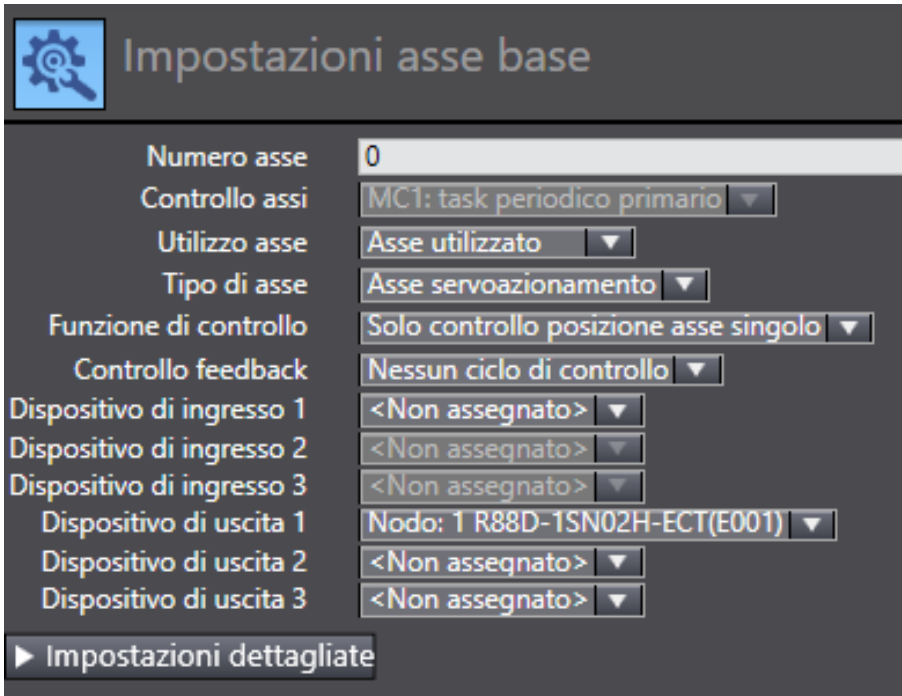 Impostazioni asse base
Numero asse 0
Controllo assi MC1: task periodico primario
Utilizzo asse Asse utilizzato
Tipo di asse Asse servoazionamento
Funzione di controllo Solo controllo posizione asse singolo
Controllo feedback Nessun ciclo di controllo
Dispositivo di ingresso 1 <Non assegnato>
Dispositivo di ingresso 2 <Non assegnato>
Dispositivo di ingresso 3 <Non assegnato>
Dispositivo di uscita 1 Nodo: 1 R88D-1SN02H-ECT(E001)
Dispositivo di uscita 2 <Non assegnato>
Dispositivo di uscita 3 <Non assegnato>
Impostazioni dettagliate